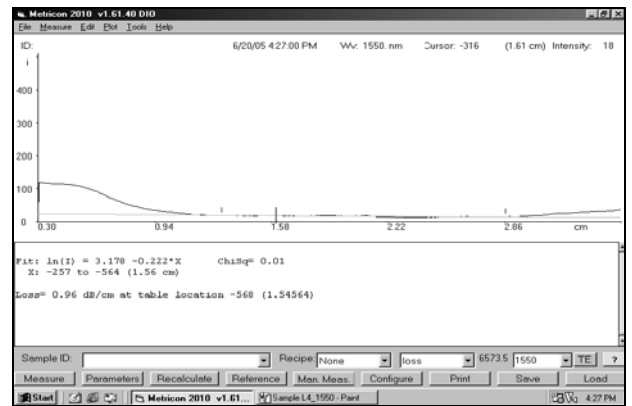 Metricon 2010 v1.61.40 DIO
File Measure Edit Plot Tools Help
ID: 6/20/05 4:27:00 PM Wv: 1550. nm Cursor: -316 (1.61 cm) Intensity: 18
i
400
300
200
100
0
0.30 0.94 1.58 2.22 2.86 cm
Fit: ln(I) = 3.178 -0.222*X ChiSq= 0.01
X: -257 to -564 (1.56 cm)
Loss= 0.96 dB/cm at table location -568 (1.54564)
Sample ID: Recipe: None loss 6573.5 1550 TE ?
Measure Parameters Recalculate Reference Man. Meas. Configure Print Save Load
Start Metricon 2010 v1.61... Sample L4_1550 - Paint 4:27 PM